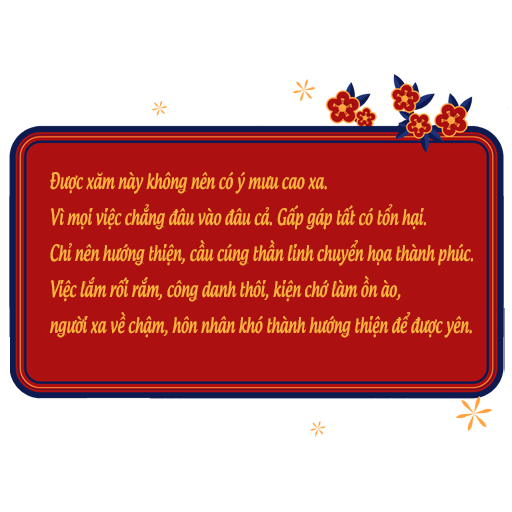 Được xăm này không nên có ý mưu cao xa.
Vì mọi việc chẳng đâu vào đâu cả. Gấp gáp tất có tổn hại.
Chỉ nên hướng thiện, cầu cúng thần linh chuyển họa thành phúc.
Việc lắm rối rắm, công danh thôi, kiện chớ làm ồn ào,
người xa về chậm, hôn nhân khó thành hướng thiện để được yên.